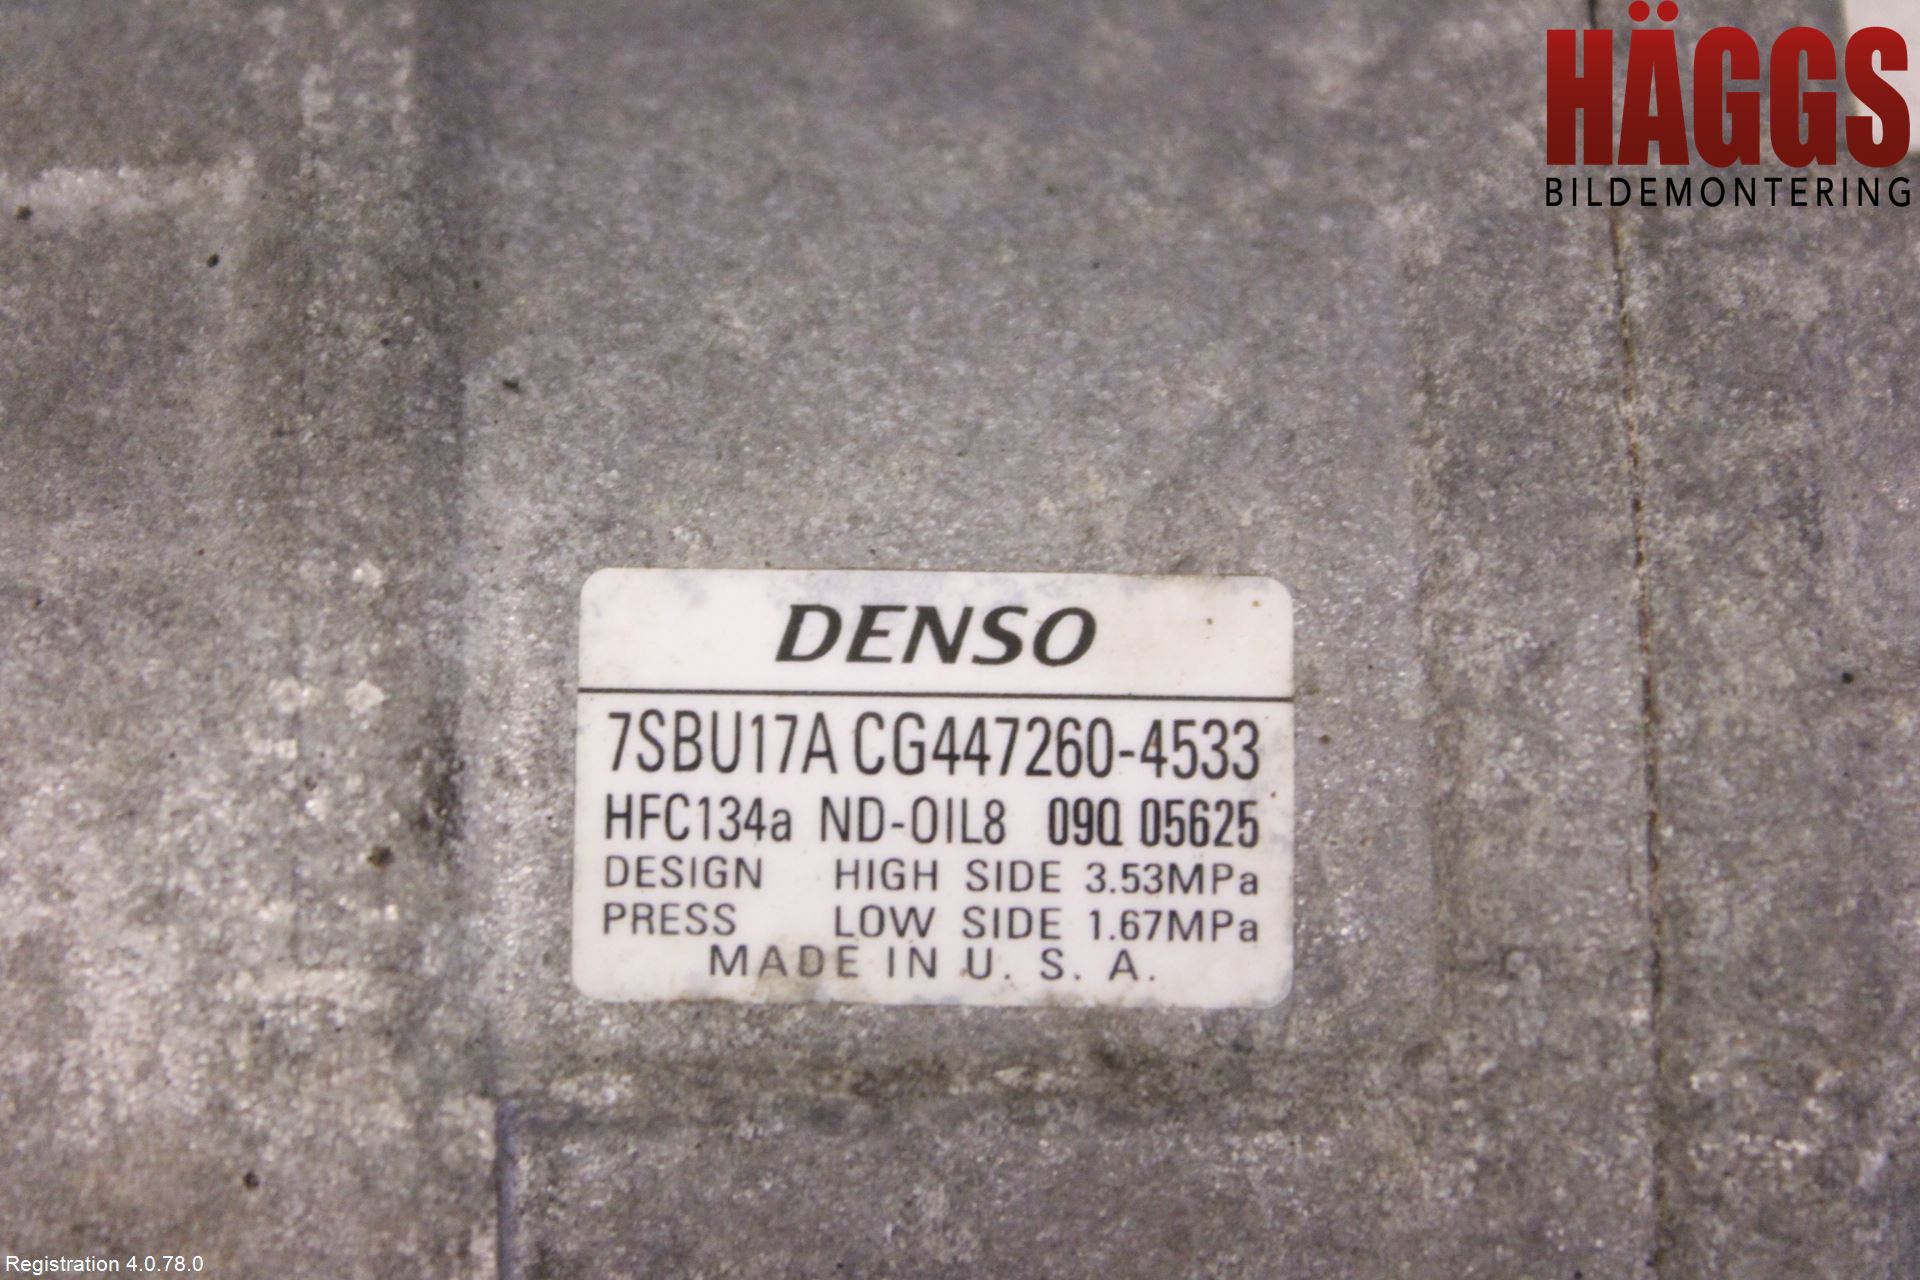 HÄGGS
BILDEMONTERING
DENSO
7SBU17A CG447260-4533
HFC134a ND-OIL8 09Q 05625
DESIGN HIGH SIDE 3.53MPa
PRESS LOW SIDE 1.67MPa
MADE IN U. S. A.
Registration 4.0.78.0